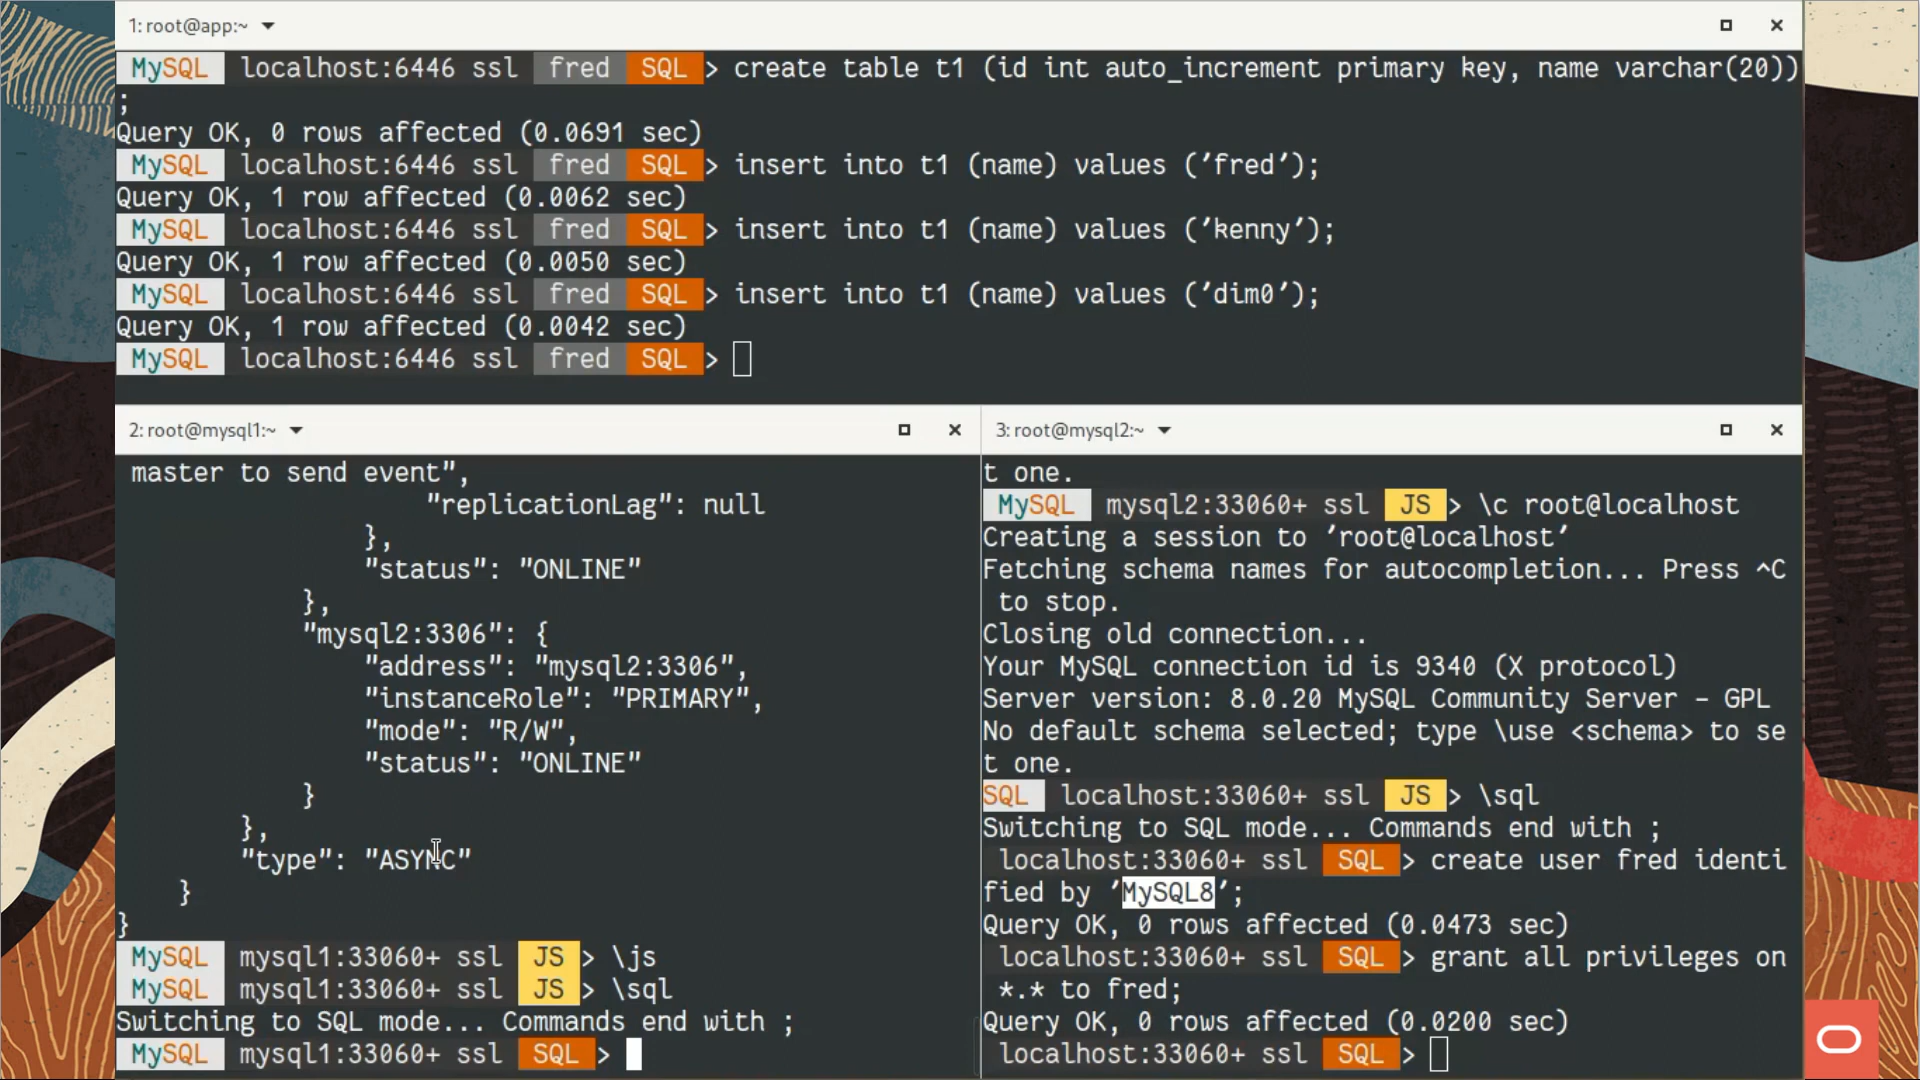 1: root@app:~
MySQL localhost:6446 ssl fred SQL > create table t1 (id int auto_increment primary key, name varchar(20))
;
Query OK, 0 rows affected (0.0691 sec)
MySQL localhost:6446 ssl fred SQL > insert into t1 (name) values ('fred');
Query OK, 1 row affected (0.0062 sec)
MySQL localhost:6446 ssl fred SQL > insert into t1 (name) values ('kenny');
Query OK, 1 row affected (0.0050 sec)
MySQL localhost:6446 ssl fred SQL > insert into t1 (name) values ('dim0');
Query OK, 1 row affected (0.0042 sec)
MySQL localhost:6446 ssl fred SQL >
2: root@mysql1:~
master to send event",
"replicationLag": null
},
"status": "ONLINE"
},
"mysql2:3306": {
"address": "mysql2:3306",
"instanceRole": "PRIMARY",
"mode": "R/W",
"status": "ONLINE"
}
},
"type": "ASYNC"
}
}
MySQL mysql1:33060+ ssl JS > \js
MySQL mysql1:33060+ ssl JS > \sql
Switching to SQL mode... Commands end with ;
MySQL mysql1:33060+ ssl SQL >
3: root@mysql2:~
t one.
MySQL mysql2:33060+ ssl JS > \c root@localhost
Creating a session to 'root@localhost'
Fetching schema names for autocompletion... Press ^C
to stop.
Closing old connection...
Your MySQL connection id is 9340 (X protocol)
Server version: 8.0.20 MySQL Community Server - GPL
No default schema selected; type \use <schema> to se
t one.
SQL localhost:33060+ ssl JS > \sql
Switching to SQL mode... Commands end with ;
localhost:33060+ ssl SQL > create user fred identi
fied by 'MySQL8';
Query OK, 0 rows affected (0.0473 sec)
localhost:33060+ ssl SQL > grant all privileges on
*.* to fred;
Query OK, 0 rows affected (0.0200 sec)
localhost:33060+ ssl SQL >